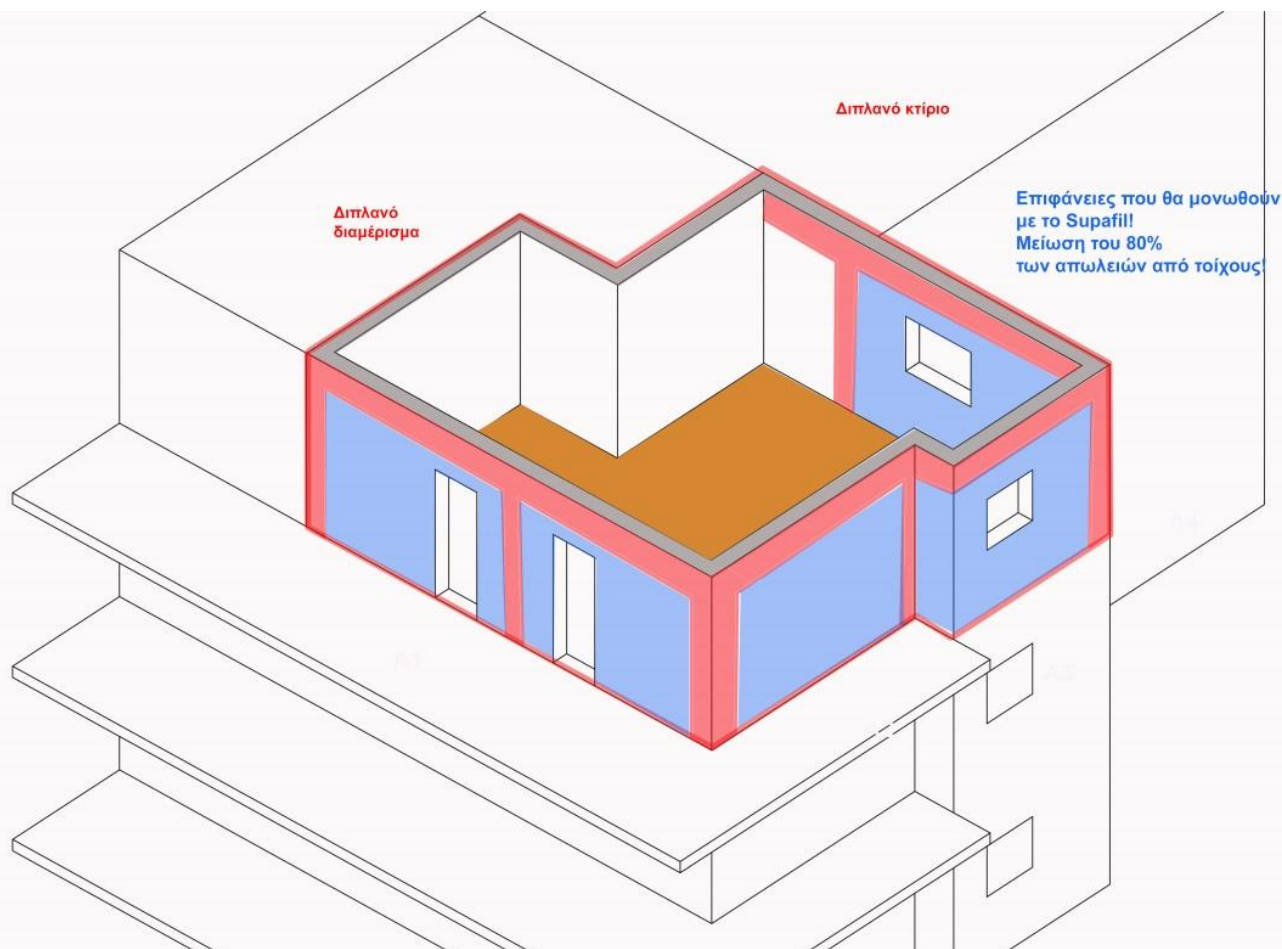 Διπλανό κτίριο
Διπλανό
διαμέρισμα
Επιφάνειες που θα μονωθούν
με το Supafil!
Μείωση του 80%
των απωλειών από τοίχους!